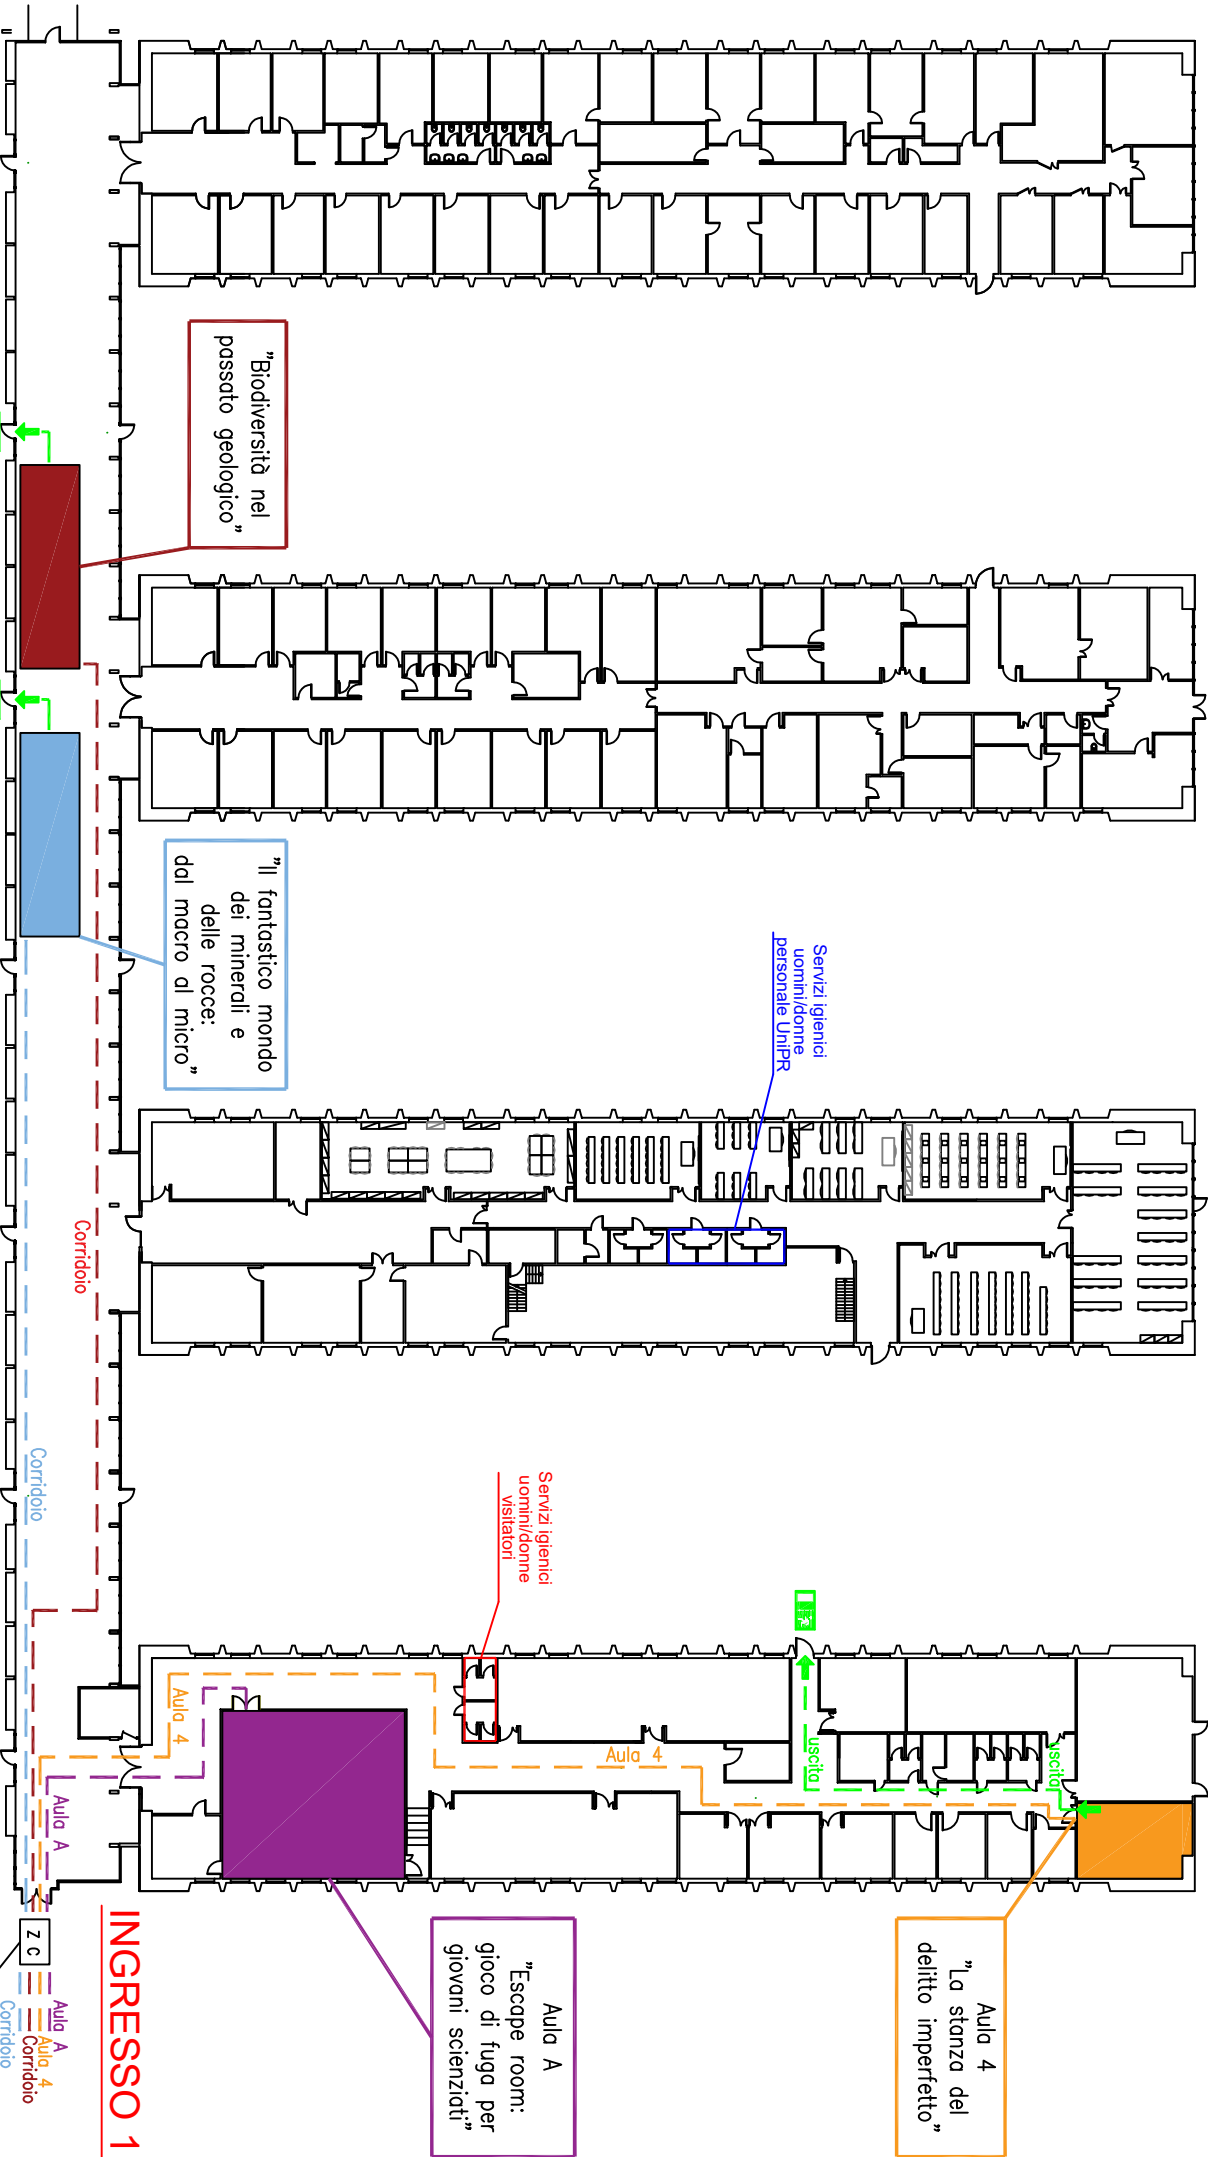 "Biodiversità nel
passato geologico"
"Il fantastico mondo
dei minerali e
delle rocce:
dal macro al micro"
Servizi igienici
uomini/donne
personale UniPR
Servizi igienici
uomini/donne
visitatori
Corridoio
Corridoio
Aula 4
Aula 4
Aula A
uscita
uscita
Aula 4
"La stanza del
delitto imperfetto"
Aula A
"Escape room:
gioco di fuga per
giovani scienziati"
INGRESSO 1
Z C
Aula A
Aula 4
Corridoio
Corridoio